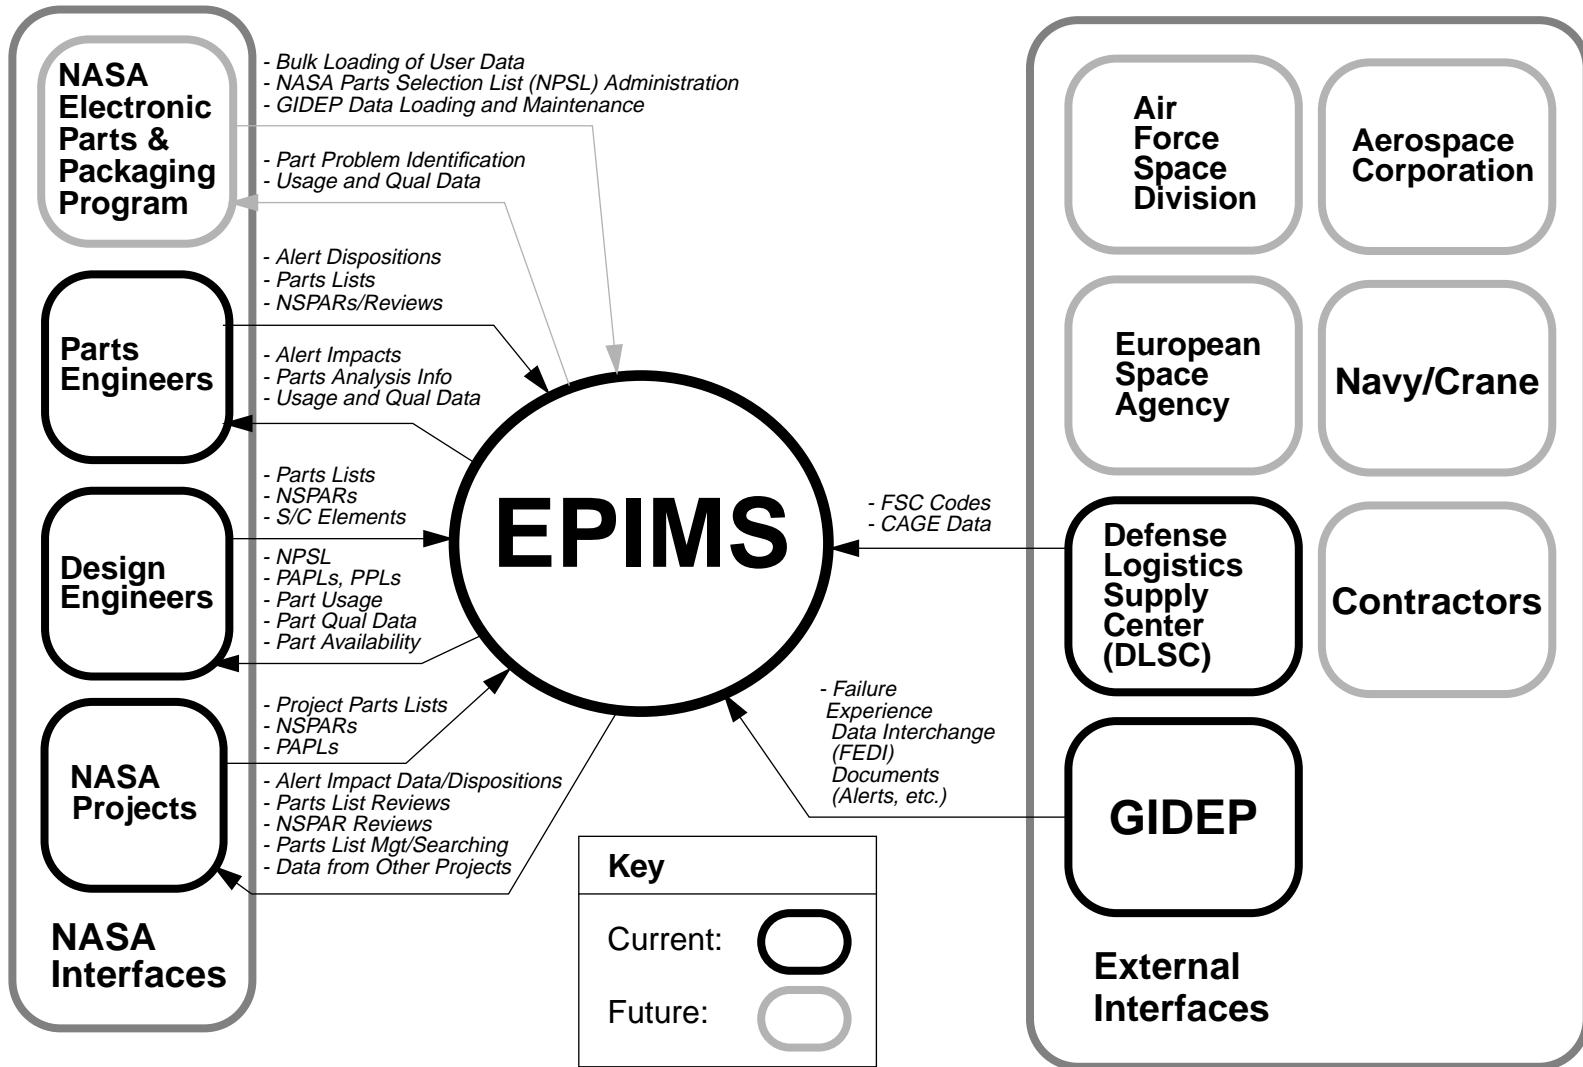 NASA
Electronic
Parts &
Packaging
Program
- Bulk Loading of User Data
- NASA Parts Selection List (NPSL) Administration
- GIDEP Data Loading and Maintenance
- Part Problem Identification
- Usage and Qual Data
Parts
Engineers
- Alert Dispositions
- Parts Lists
- NSPARs/Reviews
- Alert Impacts
- Parts Analysis Info
- Usage and Qual Data
Design
Engineers
- Parts Lists
- NSPARs
- S/C Elements
- NPSL
- PAPLs, PPLs
- Part Usage
- Part Qual Data
- Part Availability
NASA
Projects
- Project Parts Lists
- NSPARs
- PAPLs
- Alert Impact Data/Dispositions
- Parts List Reviews
- NSPAR Reviews
- Parts List Mgt/Searching
- Data from Other Projects
NASA
Interfaces
EPIMS
Key
Current:
Future:
- FSC Codes
- CAGE Data
- Failure
Experience
Data Interchange
(FEDI)
Documents
(Alerts, etc.)
Air
Force
Space
Division
Aerospace
Corporation
European
Space
Agency
Navy/Crane
Defense
Logistics
Supply
Center
(DLSC)
Contractors
GIDEP
External
Interfaces